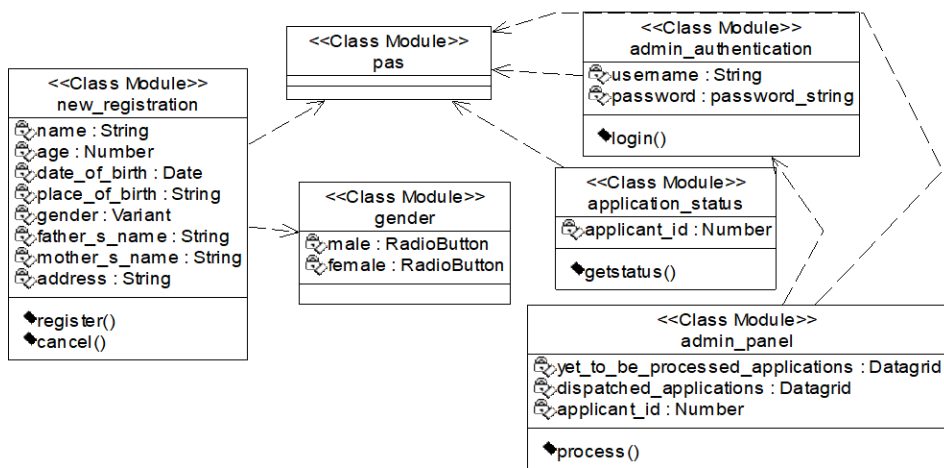 <<Class Module>>
pas
<<Class Module>>
admin_authentication
username : String
password : password_string
login()
<<Class Module>>
new_registration
name : String
age : Number
date_of_birth : Date
place_of_birth : String
gender : Variant
father_s_name : String
mother_s_name : String
address : String
register()
cancel()
<<Class Module>>
gender
male : RadioButton
female : RadioButton
<<Class Module>>
application_status
applicant_id : Number
getstatus()
<<Class Module>>
admin_panel
yet_to_be_processed_applications : Datagrid
dispatched_applications : Datagrid
applicant_id : Number
process()